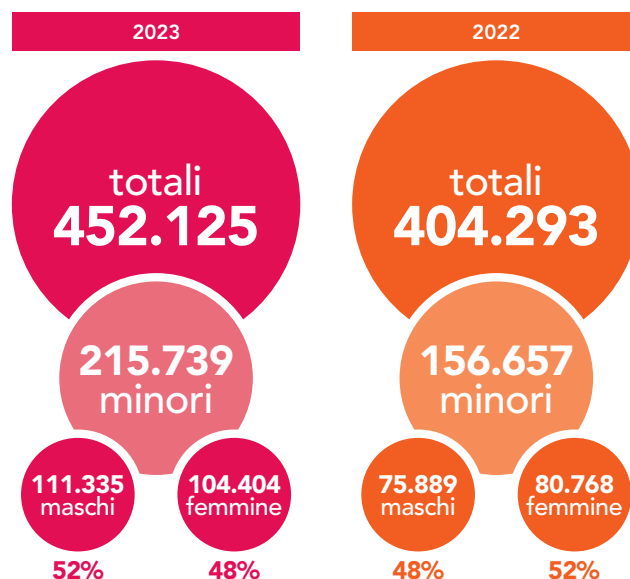 2023
totali
452.125
215.739
minori
111.335
maschi
104.404
femmine
52%
48%
2022
totali
404.293
156.657
minori
75.889
maschi
80.768
femmine
48%
52%